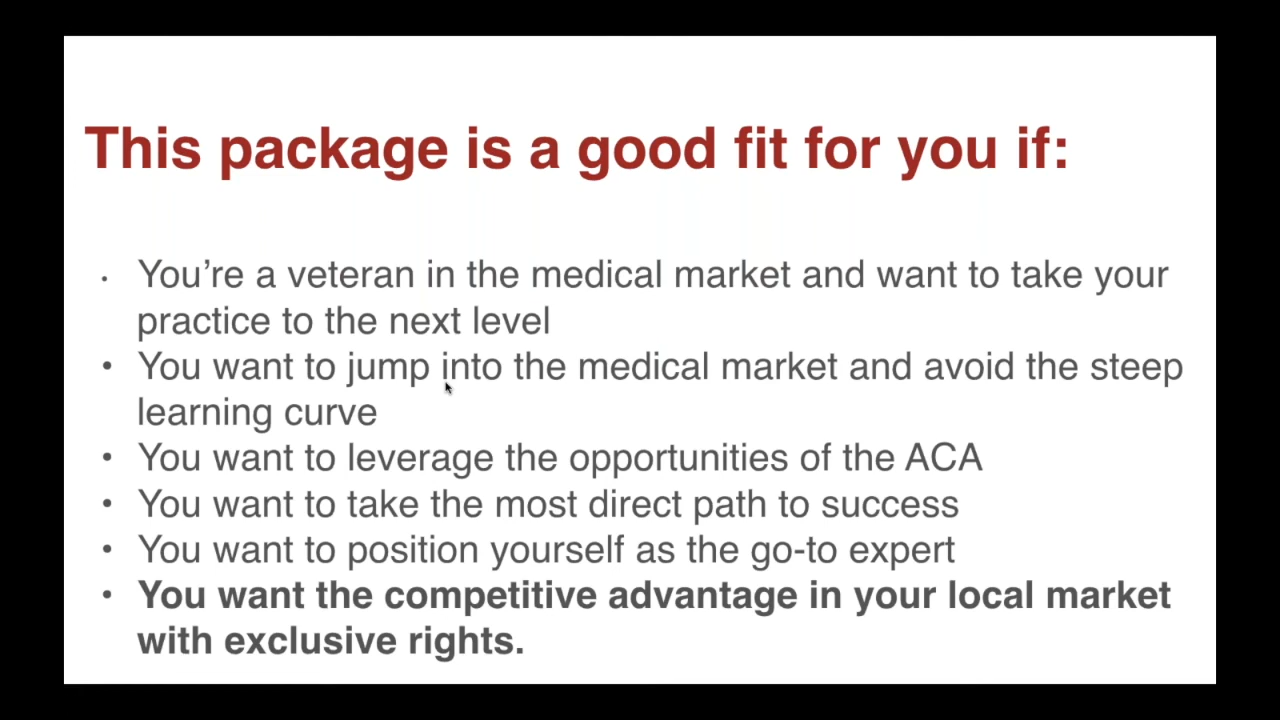 This package is a good fit for you if:
• You’re a veteran in the medical market and want to take your
practice to the next level
• You want to jump into the medical market and avoid the steep
learning curve
• You want to leverage the opportunities of the ACA
• You want to take the most direct path to success
• You want to position yourself as the go-to expert
• You want the competitive advantage in your local market
with exclusive rights.